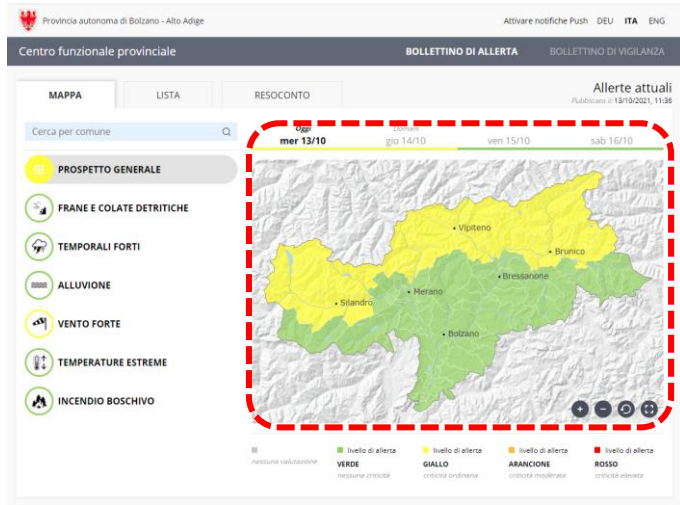 Provincia autonoma di Bolzano - Alto Adige
Attivare notifiche Push DEU ITA ENG
Centro funzionale provinciale
BOLLETTINO DI ALLERTA BOLLETTINO DI VIGILANZA
MAPPA LISTA RESOCONTO
Allerte attuali
Pubblicato il 13/10/2021, 11:36
Cerca per comune
Oggi
mer 13/10
Domani
gio 14/10
ven 15/10
sab 16/10
PROSPETTO GENERALE
FRANE E COLATE DETRITICHE
TEMPORALI FORTI
ALLUVIONE
VENTO FORTE
TEMPERATURE ESTREME
INCENDIO BOSCHIVO
Vipiteno
Brunico
Bressanone
Merano
Silandro
Bolzano
nessuna valutazione
livello di allerta
VERDE
nessuna criticità
livello di allerta
GIALLO
criticità ordinaria
livello di allerta
ARANCIONE
criticità moderata
livello di allerta
ROSSO
criticità elevata